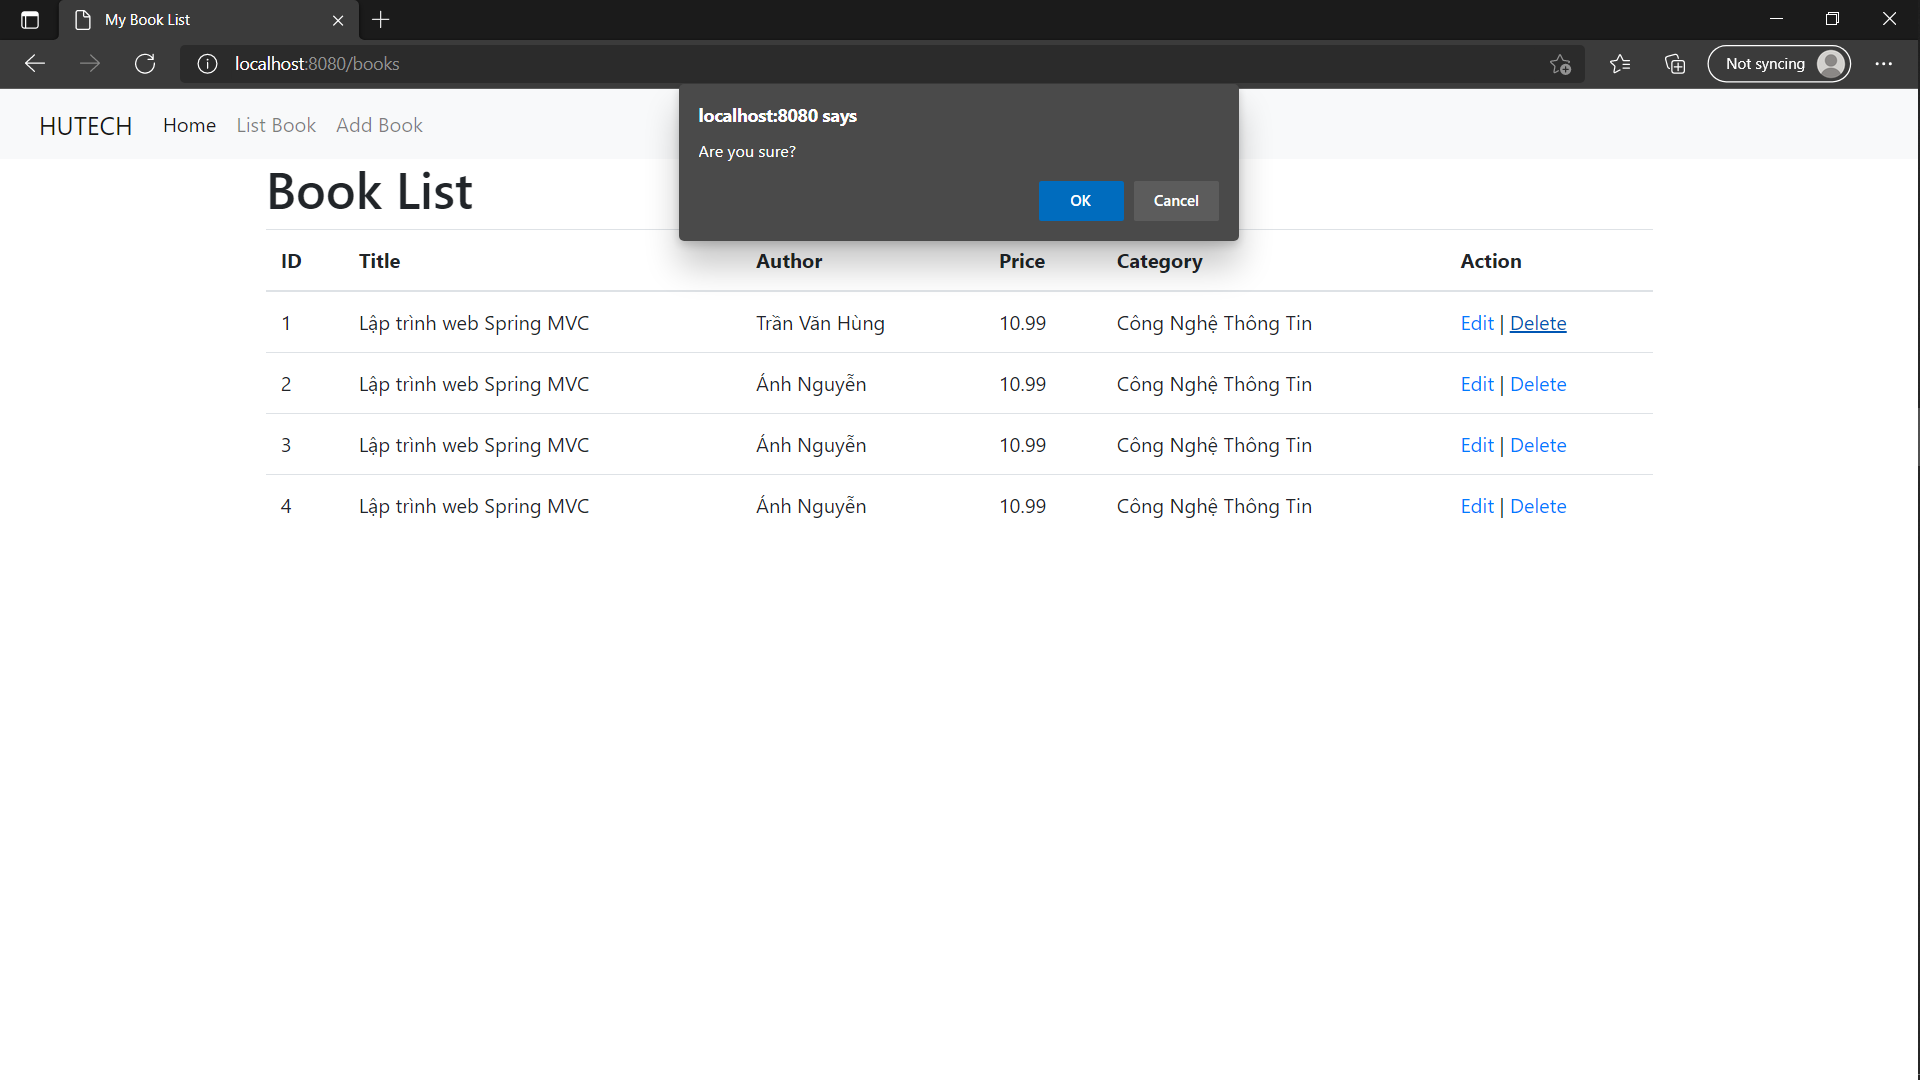 My Book List
localhost:8080/books
Not syncing
HUTECH Home List Book Add Book
localhost:8080 says
Are you sure?
OK Cancel
Book List
ID Title Author Price Category Action
1 Lập trình web Spring MVC Trần Văn Hùng 10.99 Công Nghệ Thông Tin Edit | Delete
2 Lập trình web Spring MVC Ánh Nguyễn 10.99 Công Nghệ Thông Tin Edit | Delete
3 Lập trình web Spring MVC Ánh Nguyễn 10.99 Công Nghệ Thông Tin Edit | Delete
4 Lập trình web Spring MVC Ánh Nguyễn 10.99 Công Nghệ Thông Tin Edit | Delete